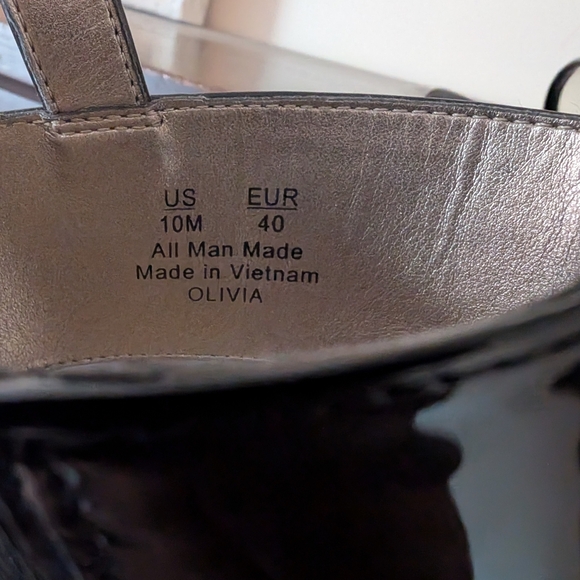 US EUR
10M 40
All Man Made
Made in Vietnam
OLIVIA